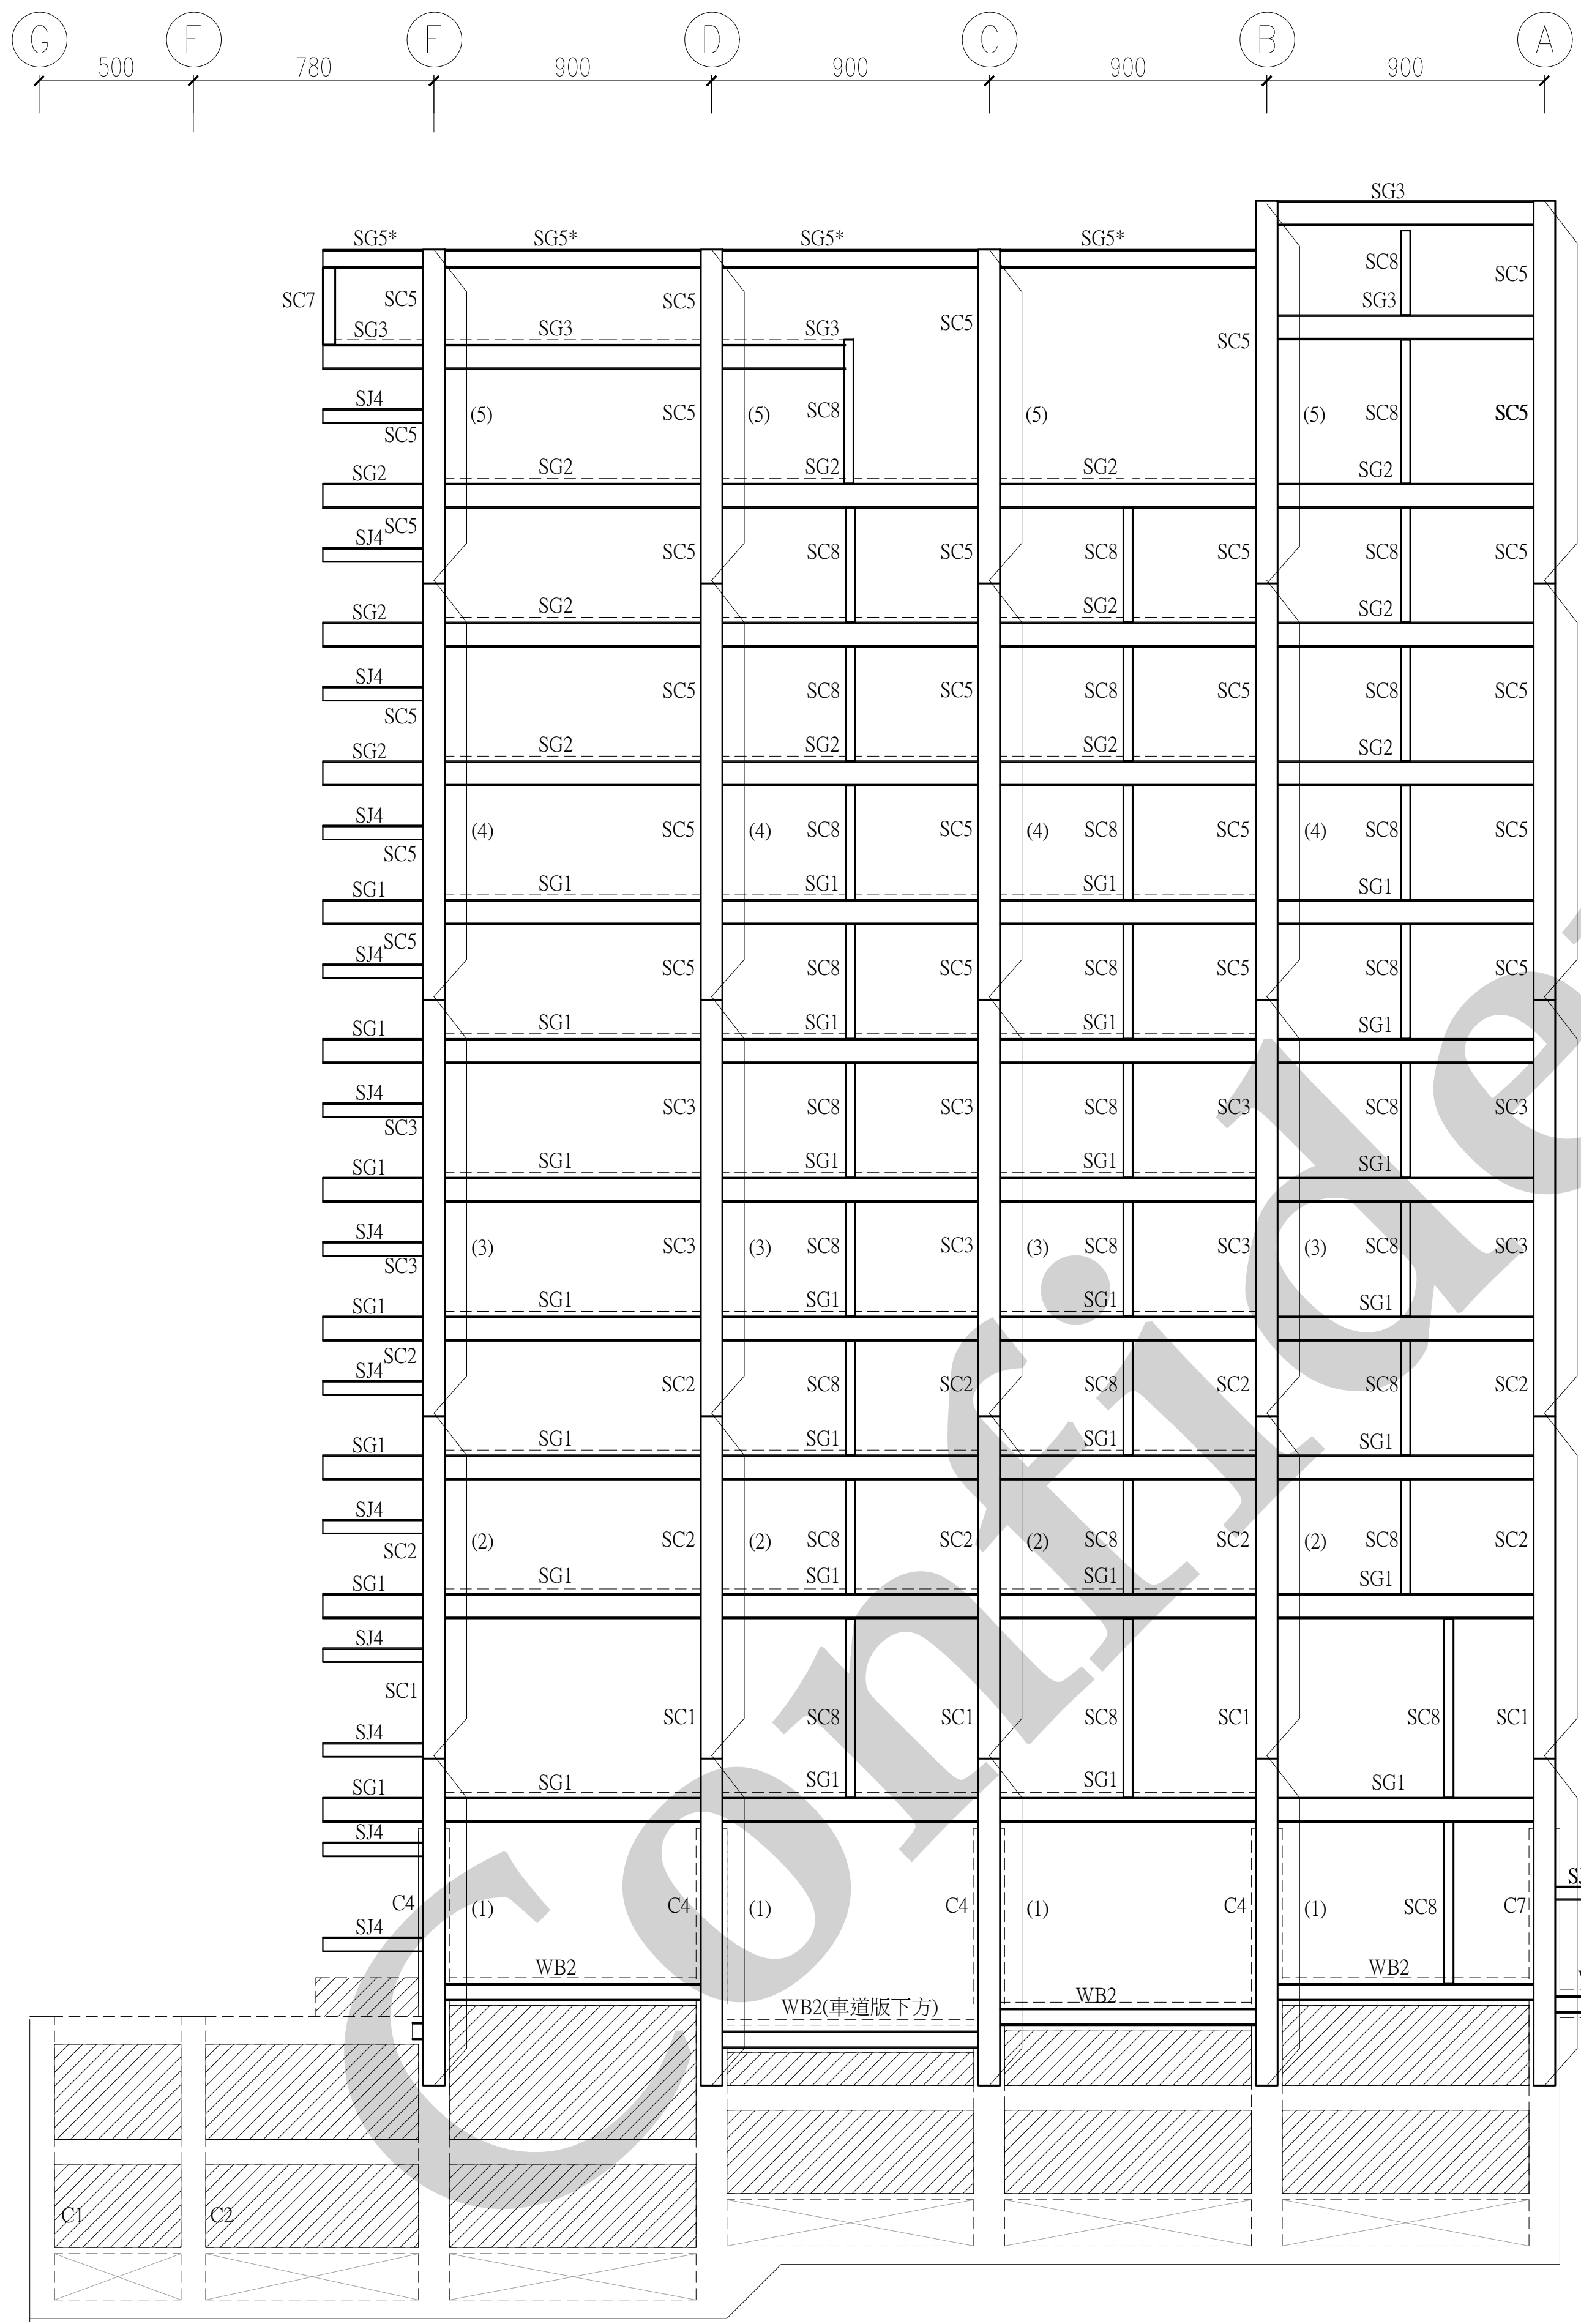 G F E D C B A
500 780 900 900 900 900
SG3
SG5* SG5* SG5* SG5*
SC8 SC5
SC7 SC5 SC5 SG3
SG3 SG3 SG3 SC5 SC5
SJ4 (5) SC5 (5) SC8 (5) (5) SC8 SC5
SC5
SG2 SG2 SG2 SG2 SG2
SC5
SJ4 SC5 SC8 SC5 SC8 SC5 SC8 SC5
SG2 SG2 SG2 SG2
SJ4 SC5 SC8 SC5 SC8 SC5 SC8 SC5
SC5
SG2 SG2 SG2 SG2 SG2
SJ4 (4) SC5 (4) SC8 SC5 (4) SC8 SC5 (4) SC8 SC5
SC5
SG1 SG1 SG1 SG1 SG1
SC5
SJ4 SC5 SC8 SC5 SC8 SC5 SC8 SC5
SG1 SG1 SG1 SG1 SG1
SJ4 SC3 SC8 SC3 SC8 SC3 SC8 SC3
SC3
SG1 SG1 SG1 SG1 SG1
SJ4 (3) SC3 (3) SC8 SC3 (3) SC8 SC3 (3) SC8 SC3
SC3
SG1 SG1 SG1 SG1 SG1
SC2
SJ4 SC2 SC8 SC2 SC8 SC2 SC8 SC2
SG1 SG1 SG1 SG1 SG1
SJ4 (2) SC2 (2) SC8 SC2 (2) SC8 SC2 (2) SC8 SC2
SC2
SG1 SG1 SG1 SG1 SG1
SJ4
SC1 SC1 SC8 SC1 SC8 SC1 SC8 SC1
SJ4
SG1 SG1 SG1 SG1 SG1
SJ4
C4 (1) C4 (1) C4 (1) C4 (1) SC8 C7
SJ4
WB2 WB2(車道版下方) WB2 WB2
C1 C2